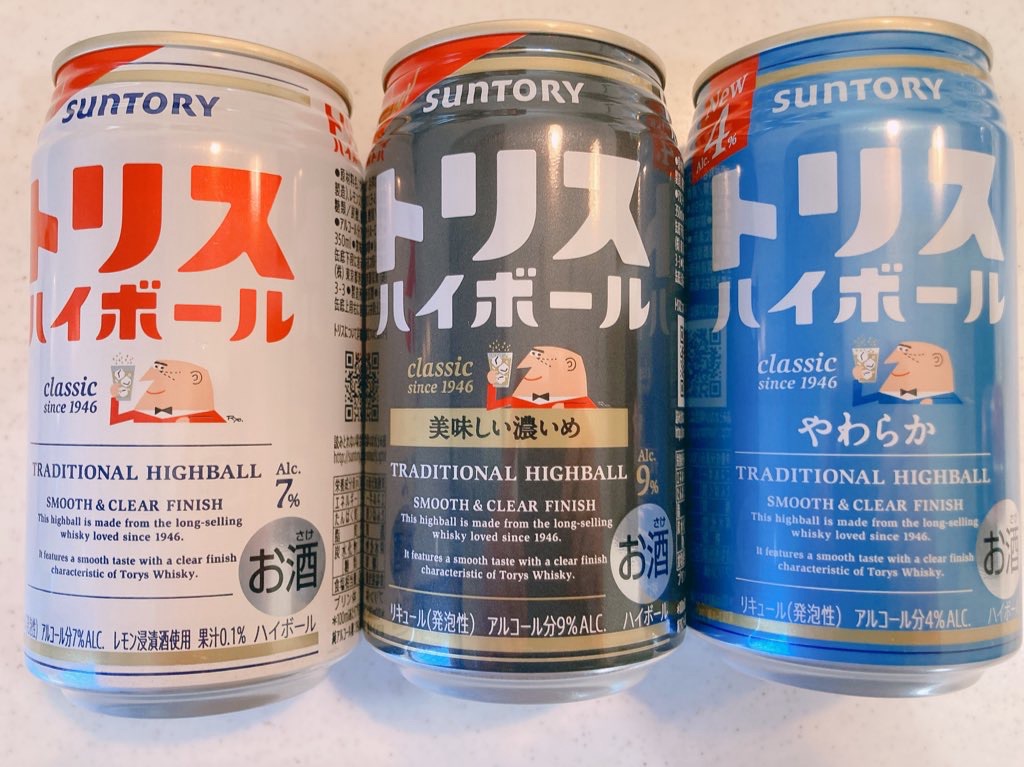 SUNTORY
トリス
ハイボール
classic
since 1946
TRADITIONAL HIGHBALL
Alc.
7%
SMOOTH & CLEAR FINISH
This highball is made from the long-selling
whisky loved since 1946.
It features a smooth taste with a clear finish
characteristic of Torys Whisky.
さけ
お酒
アルコール分7%ALC. レモン浸漬酒使用 果汁0.1% ハイボール
SUNTORY
トリス
ハイボール
classic
since 1946
美味しい濃いめ
TRADITIONAL HIGHBALL
Alc.
9%
SMOOTH & CLEAR FINISH
This highball is made from the long-selling
whisky loved since 1946.
It features a smooth taste with a clear finish
characteristic of Torys Whisky.
さけ
お酒
リキュール(発泡性) アルコール分9%ALC. ハイボール
New
Alc. 4%
SUNTORY
トリス
ハイボール
classic
since 1946
やわらか
TRADITIONAL HIGHBALL
SMOOTH & CLEAR FINISH
This highball is made from the long-selling
whisky loved since 1946.
It features a smooth taste with a clear finish
characteristic of Torys Whisky.
お酒
リキュール(発泡性) アルコール分4%ALC.